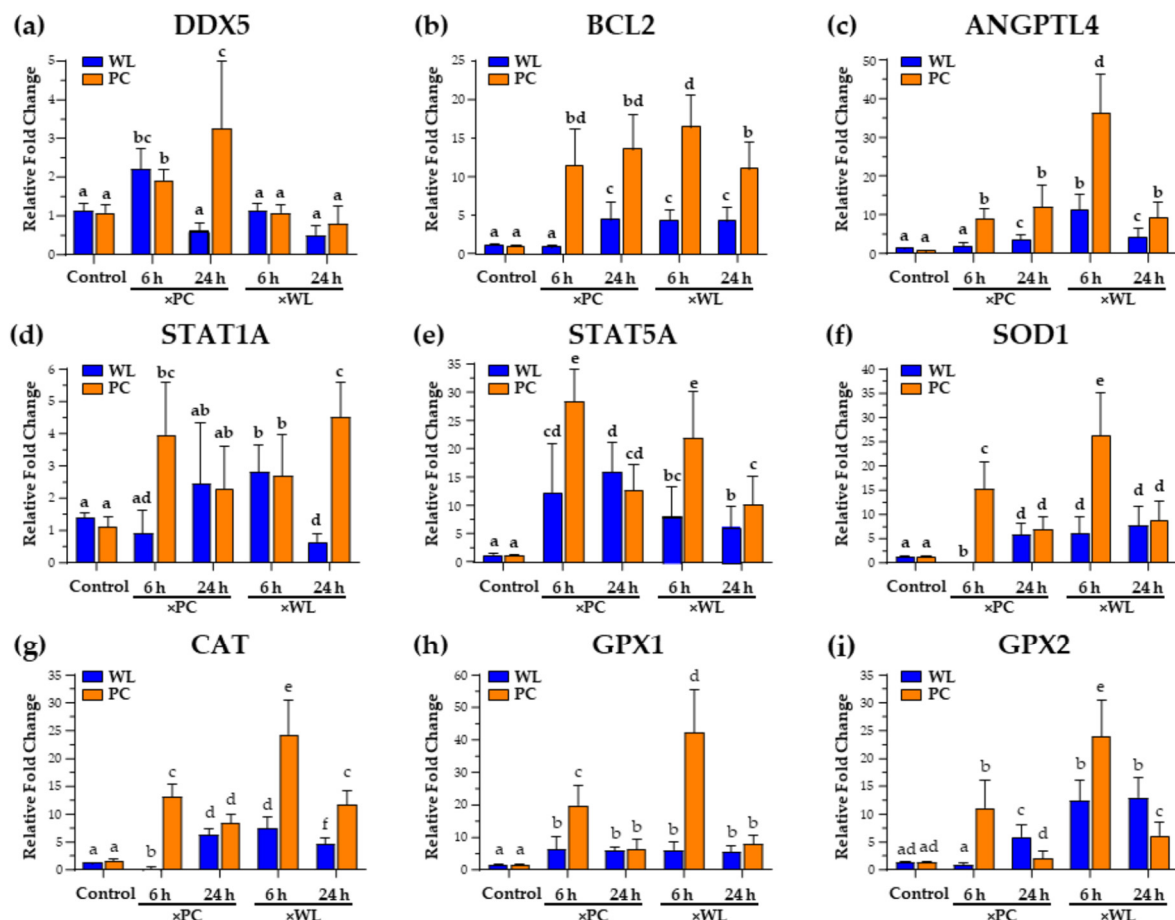 (a) DDX5
WL
PC
Relative Fold Change
5
4
3
2
1
0
a a bc b a c a a a a
Control 6 h 24 h 6 h 24 h
×PC ×WL
(b) BCL2
WL
PC
Relative Fold Change
25
20
15
10
5
0
a a a bd c bd c d c b
Control 6 h 24 h 6 h 24 h
×PC ×WL
(c) ANGPTL4
WL
PC
Relative Fold Change
50
40
30
20
10
0
a a a b c b b d c b
Control 6 h 24 h 6 h 24 h
×PC ×WL
(d) STAT1A
WL
PC
Relative Fold Change
6
5
4
3
2
1
0
a a ad bc ab ab b b d c
Control 6 h 24 h 6 h 24 h
×PC ×WL
(e) STAT5A
WL
PC
Relative Fold Change
35
30
25
20
15
10
5
0
a a cd e d cd bc e b c
Control 6 h 24 h 6 h 24 h
×PC ×WL
(f) SOD1
WL
PC
Relative Fold Change
40
35
30
25
20
15
10
5
0
a a b c d d d e d d
Control 6 h 24 h 6 h 24 h
×PC ×WL
(g) CAT
WL
PC
Relative Fold Change
35
30
25
20
15
10
5
0
a a b c d d d e f c
Control 6 h 24 h 6 h 24 h
×PC ×WL
(h) GPX1
WL
PC
Relative Fold Change
60
50
40
30
20
10
0
a a b c b b b d b b
Control 6 h 24 h 6 h 24 h
×PC ×WL
(i) GPX2
WL
PC
Relative Fold Change
35
30
25
20
15
10
5
0
ad ad a b c d b e b c
Control 6 h 24 h 6 h 24 h
×PC ×WL